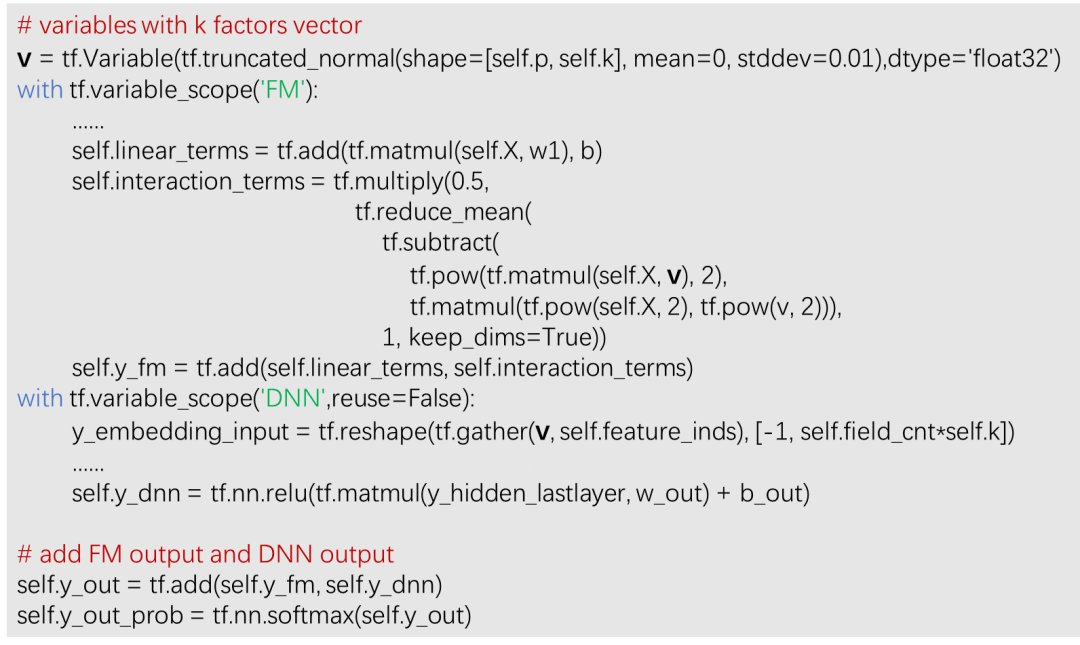 # variables with k factors vector
v = tf.Variable(tf.truncated_normal(shape=[self.p, self.k], mean=0, stddev=0.01),dtype='float32')
with tf.variable_scope('FM'):
......
self.linear_terms = tf.add(tf.matmul(self.X, w1), b)
self.interaction_terms = tf.multiply(0.5,
tf.reduce_mean(
tf.subtract(
tf.pow(tf.matmul(self.X, v), 2),
tf.matmul(tf.pow(self.X, 2), tf.pow(v, 2))),
1, keep_dims=True))
self.y_fm = tf.add(self.linear_terms, self.interaction_terms)
with tf.variable_scope('DNN',reuse=False):
y_embedding_input = tf.reshape(tf.gather(v, self.feature_inds), [-1, self.field_cnt*self.k])
......
self.y_dnn = tf.nn.relu(tf.matmul(y_hidden_lastlayer, w_out) + b_out)
# add FM output and DNN output
self.y_out = tf.add(self.y_fm, self.y_dnn)
self.y_out_prob = tf.nn.softmax(self.y_out)